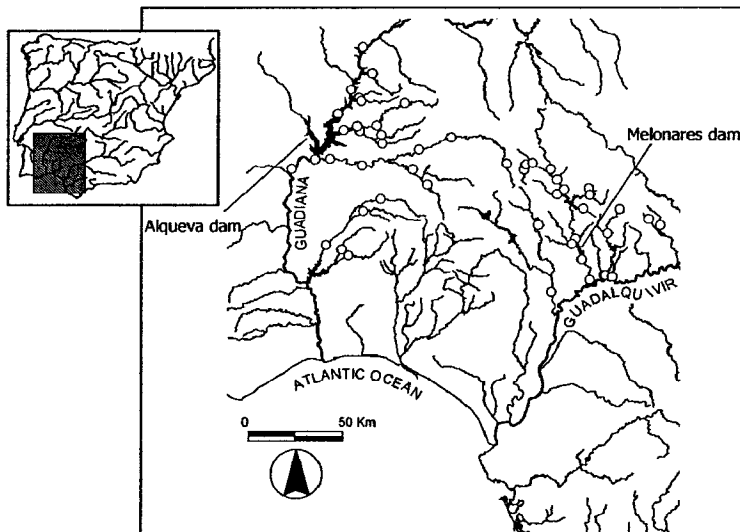 Melonares dam
Alqueva dam
GUADIANA
GUADALQUIVIR
ATLANTIC OCEAN
0 50 Km